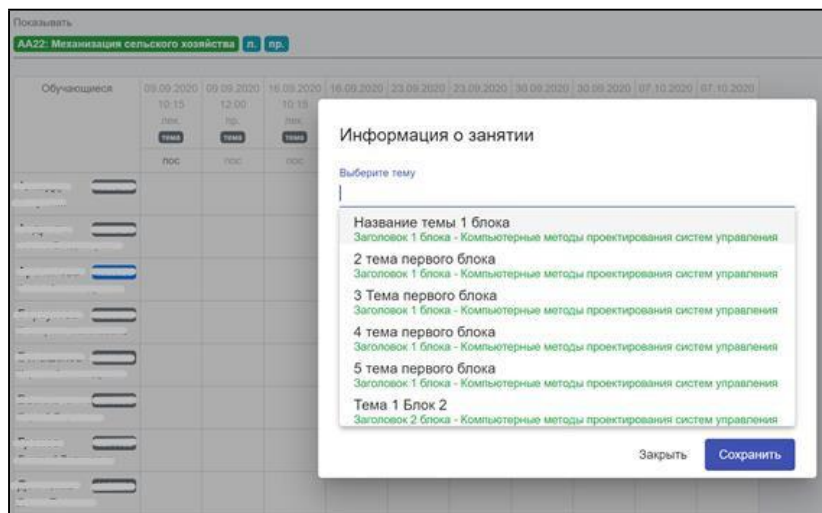 Показывать
АА22: Механизация сельского хозяйства л. пр.
Обучающиеся 09.09.2020 09.09.2020 16.09.2020 16.09.2020 23.09.2020 23.09.2020 30.09.2020 30.09.2020 07.10.2020 07.10.2020
10:15 12:00 10:15
лек. пр. лек.
тема тема тема
пос пос пос
Информация о занятии
Выберите тему
Название темы 1 блока
Заголовок 1 блока - Компьютерные методы проектирования систем управления
2 тема первого блока
Заголовок 1 блока - Компьютерные методы проектирования систем управления
3 Тема первого блока
Заголовок 1 блока - Компьютерные методы проектирования систем управления
4 тема первого блока
Заголовок 1 блока - Компьютерные методы проектирования систем управления
5 тема первого блока
Заголовок 1 блока - Компьютерные методы проектирования систем управления
Тема 1 Блок 2
Заголовок 2 блока - Компьютерные методы проектирования систем управления
Закрыть Сохранить